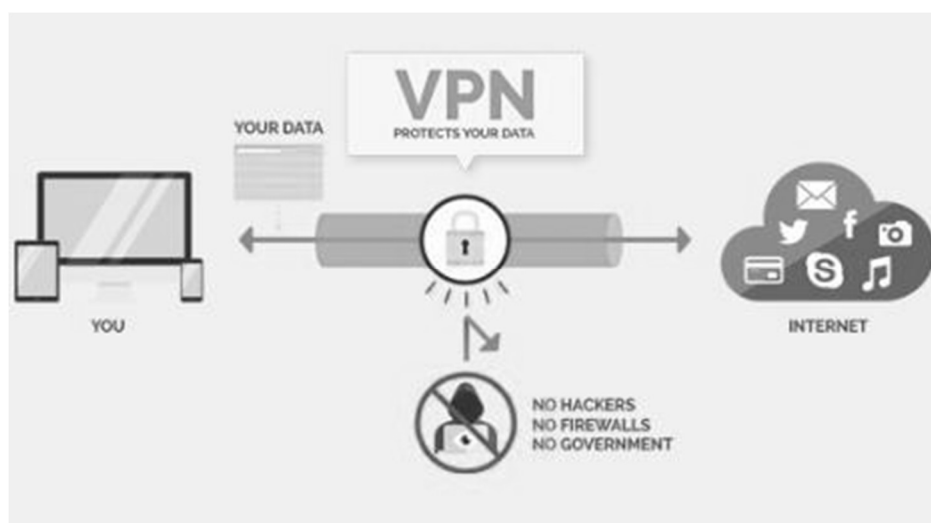 VPN
PROTECTS YOUR DATA
YOUR DATA
YOU
INTERNET
NO HACKERS
NO FIREWALLS
NO GOVERNMENT